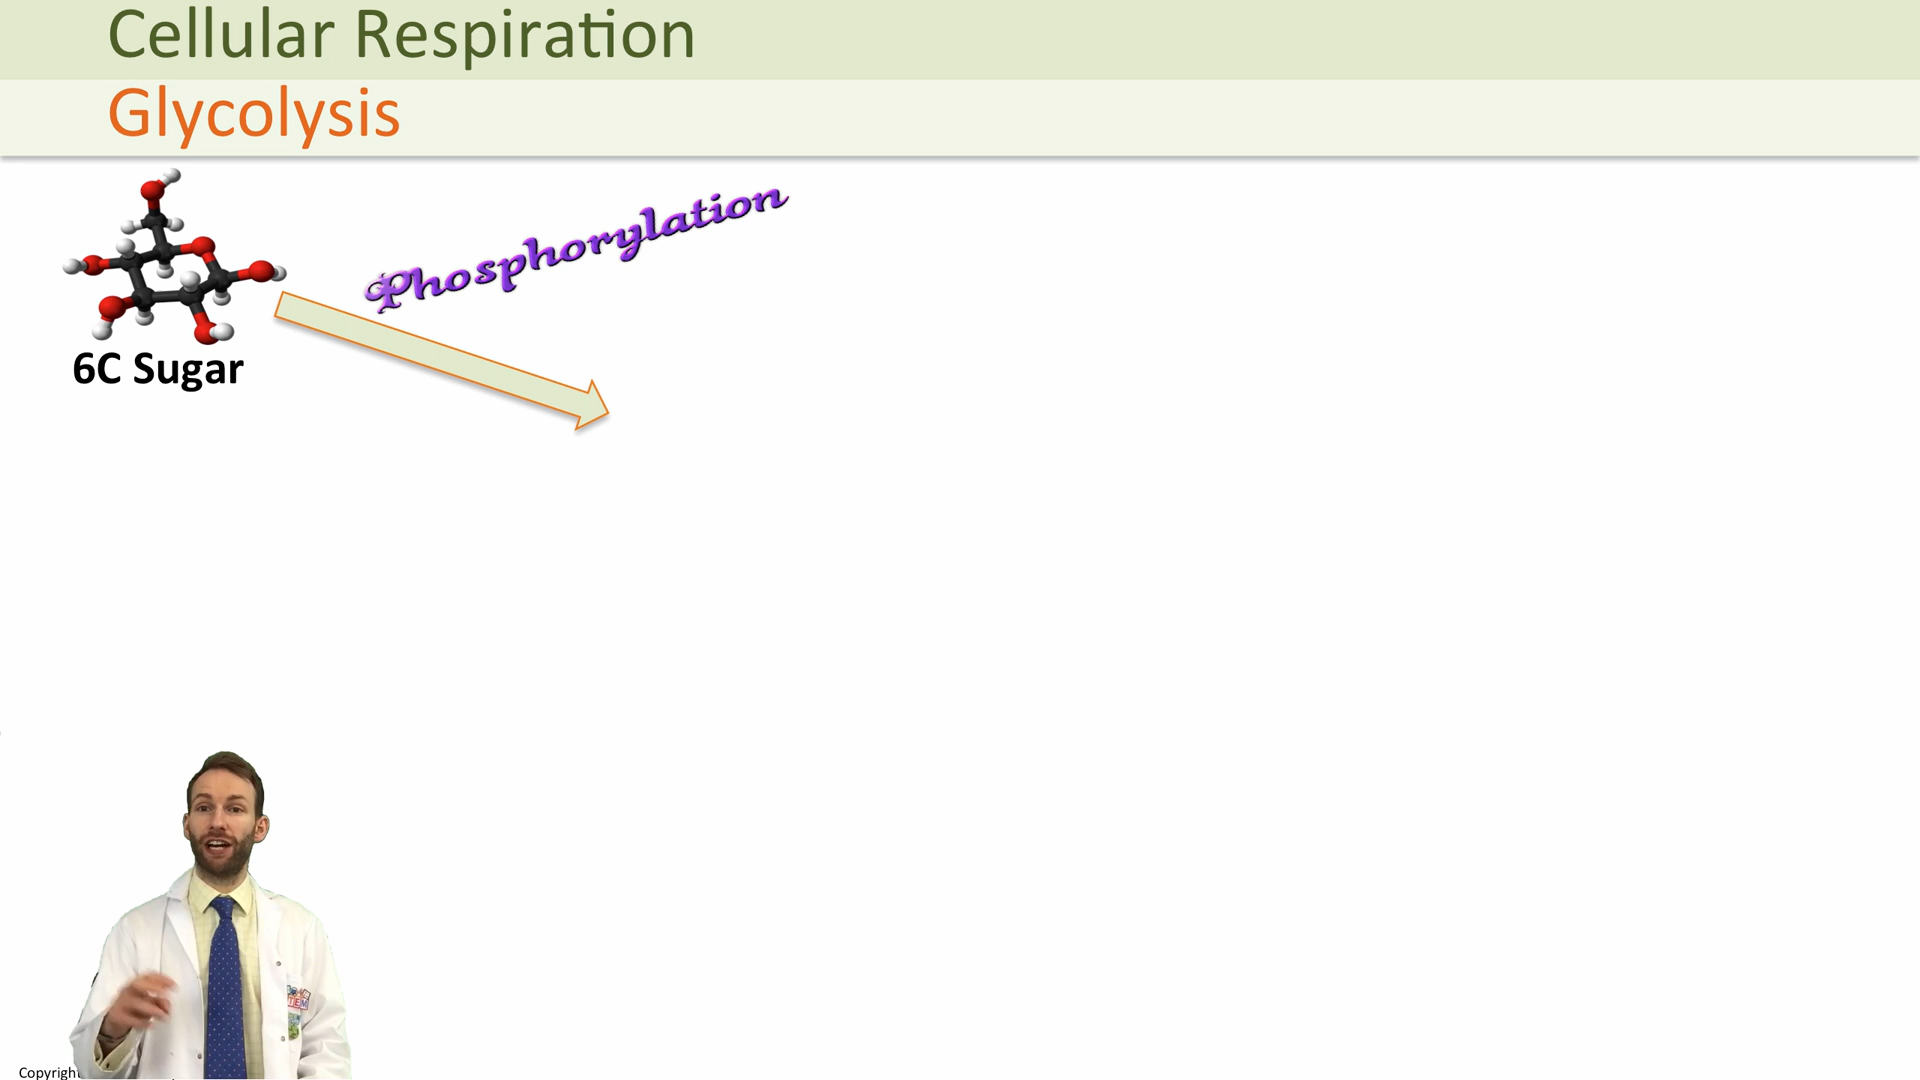 Cellular Respiration
Glycolysis
Phosphorylation
6C Sugar
Copyright